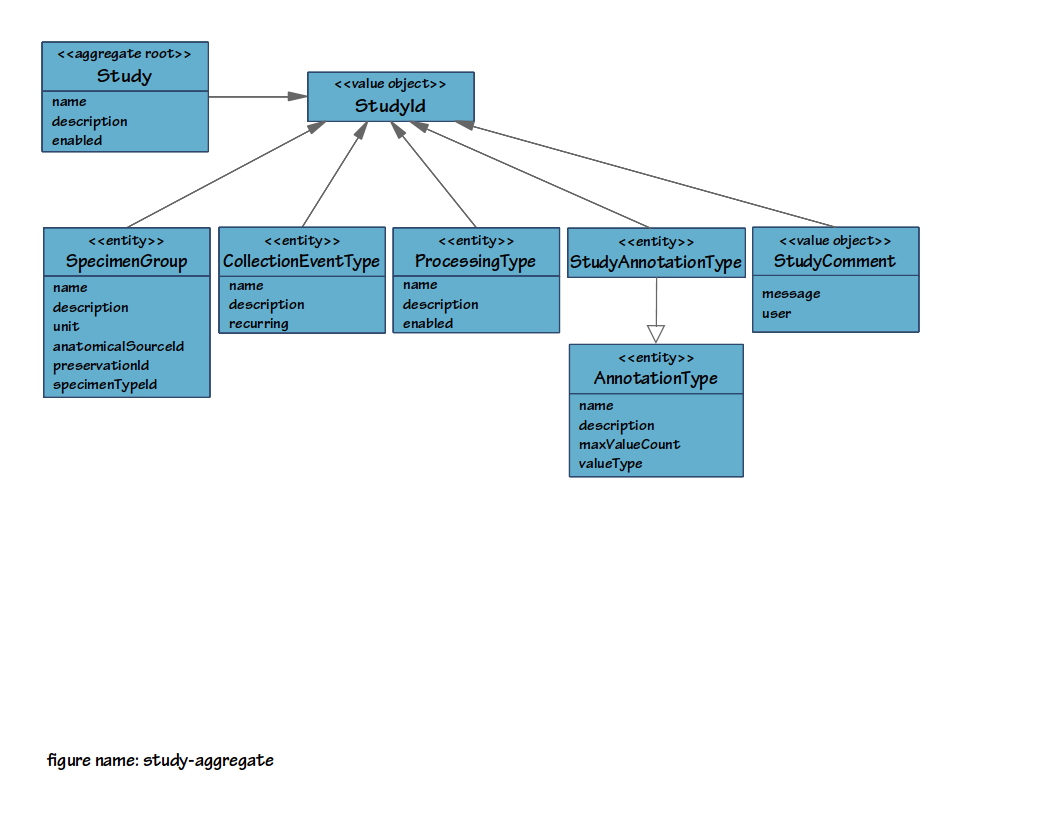 <<aggregate root>>
Study
name
description
enabled
<<value object>>
StudyId
<<entity>>
SpecimenGroup
name
description
unit
anatomicalSourceId
preservationId
specimenTypeId
<<entity>>
CollectionEventType
name
description
recurring
<<entity>>
ProcessingType
name
description
enabled
<<entity>>
StudyAnnotationType
<<value object>>
StudyComment
message
user
<<entity>>
AnnotationType
name
description
maxValueCount
valueType
figure name: study-aggregate